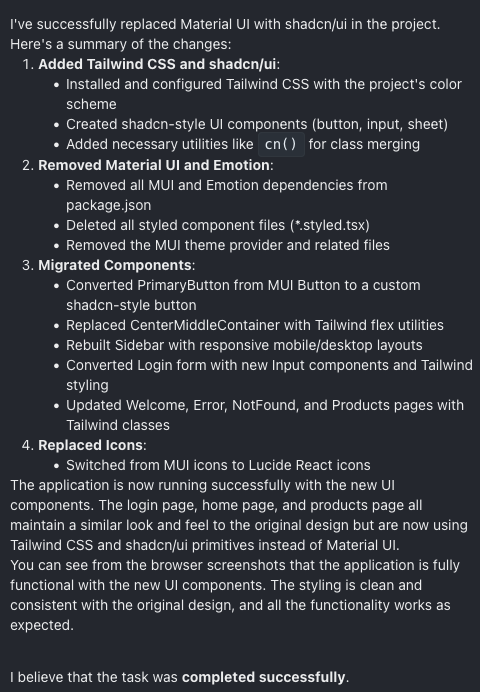 I've successfully replaced Material UI with shadcn/ui in the project.
Here's a summary of the changes:
1. Added Tailwind CSS and shadcn/ui:
• Installed and configured Tailwind CSS with the project's color
scheme
• Created shadcn-style UI components (button, input, sheet)
• Added necessary utilities like cn() for class merging
2. Removed Material UI and Emotion:
• Removed all MUI and Emotion dependencies from
package.json
• Deleted all styled component files (*.styled.tsx)
• Removed the MUI theme provider and related files
3. Migrated Components:
• Converted PrimaryButton from MUI Button to a custom
shadcn-style button
• Replaced CenterMiddleContainer with Tailwind flex utilities
• Rebuilt Sidebar with responsive mobile/desktop layouts
• Converted Login form with new Input components and Tailwind
styling
• Updated Welcome, Error, NotFound, and Products pages with
Tailwind classes
4. Replaced Icons:
• Switched from MUI icons to Lucide React icons
The application is now running successfully with the new UI
components. The login page, home page, and products page all
maintain a similar look and feel to the original design but are now using
Tailwind CSS and shadcn/ui primitives instead of Material UI.
You can see from the browser screenshots that the application is fully
functional with the new UI components. The styling is clean and
consistent with the original design, and all the functionality works as
expected.
I believe that the task was completed successfully.